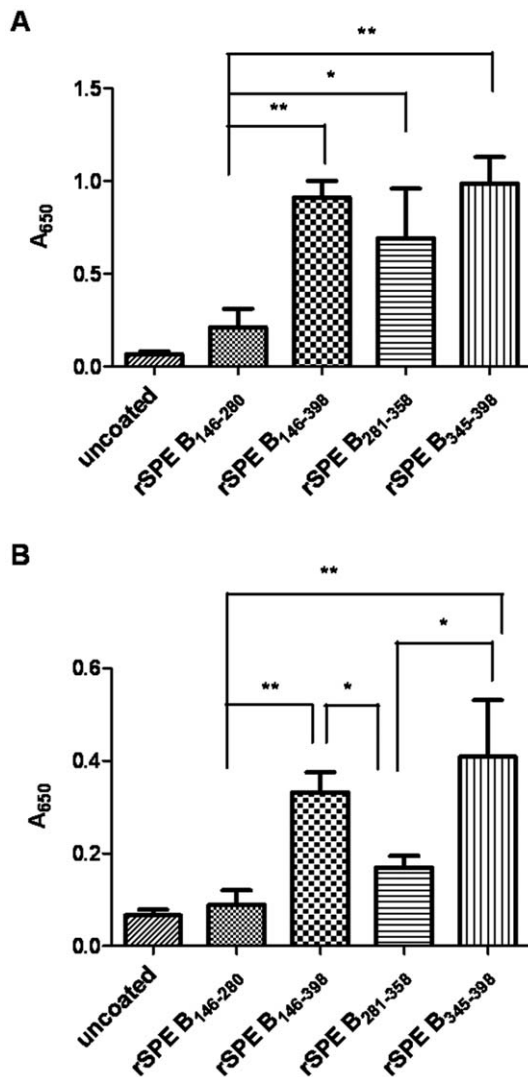 A
**
*
**
1.5
1.0
0.5
0.0
A650
uncoated
rSPE B146-280
rSPE B146-398
rSPE B281-358
rSPE B345-398
B
**
*
**
*
0.6
0.4
0.2
0.0
A650
uncoated
rSPE B146-280
rSPE B146-398
rSPE B281-358
rSPE B345-398